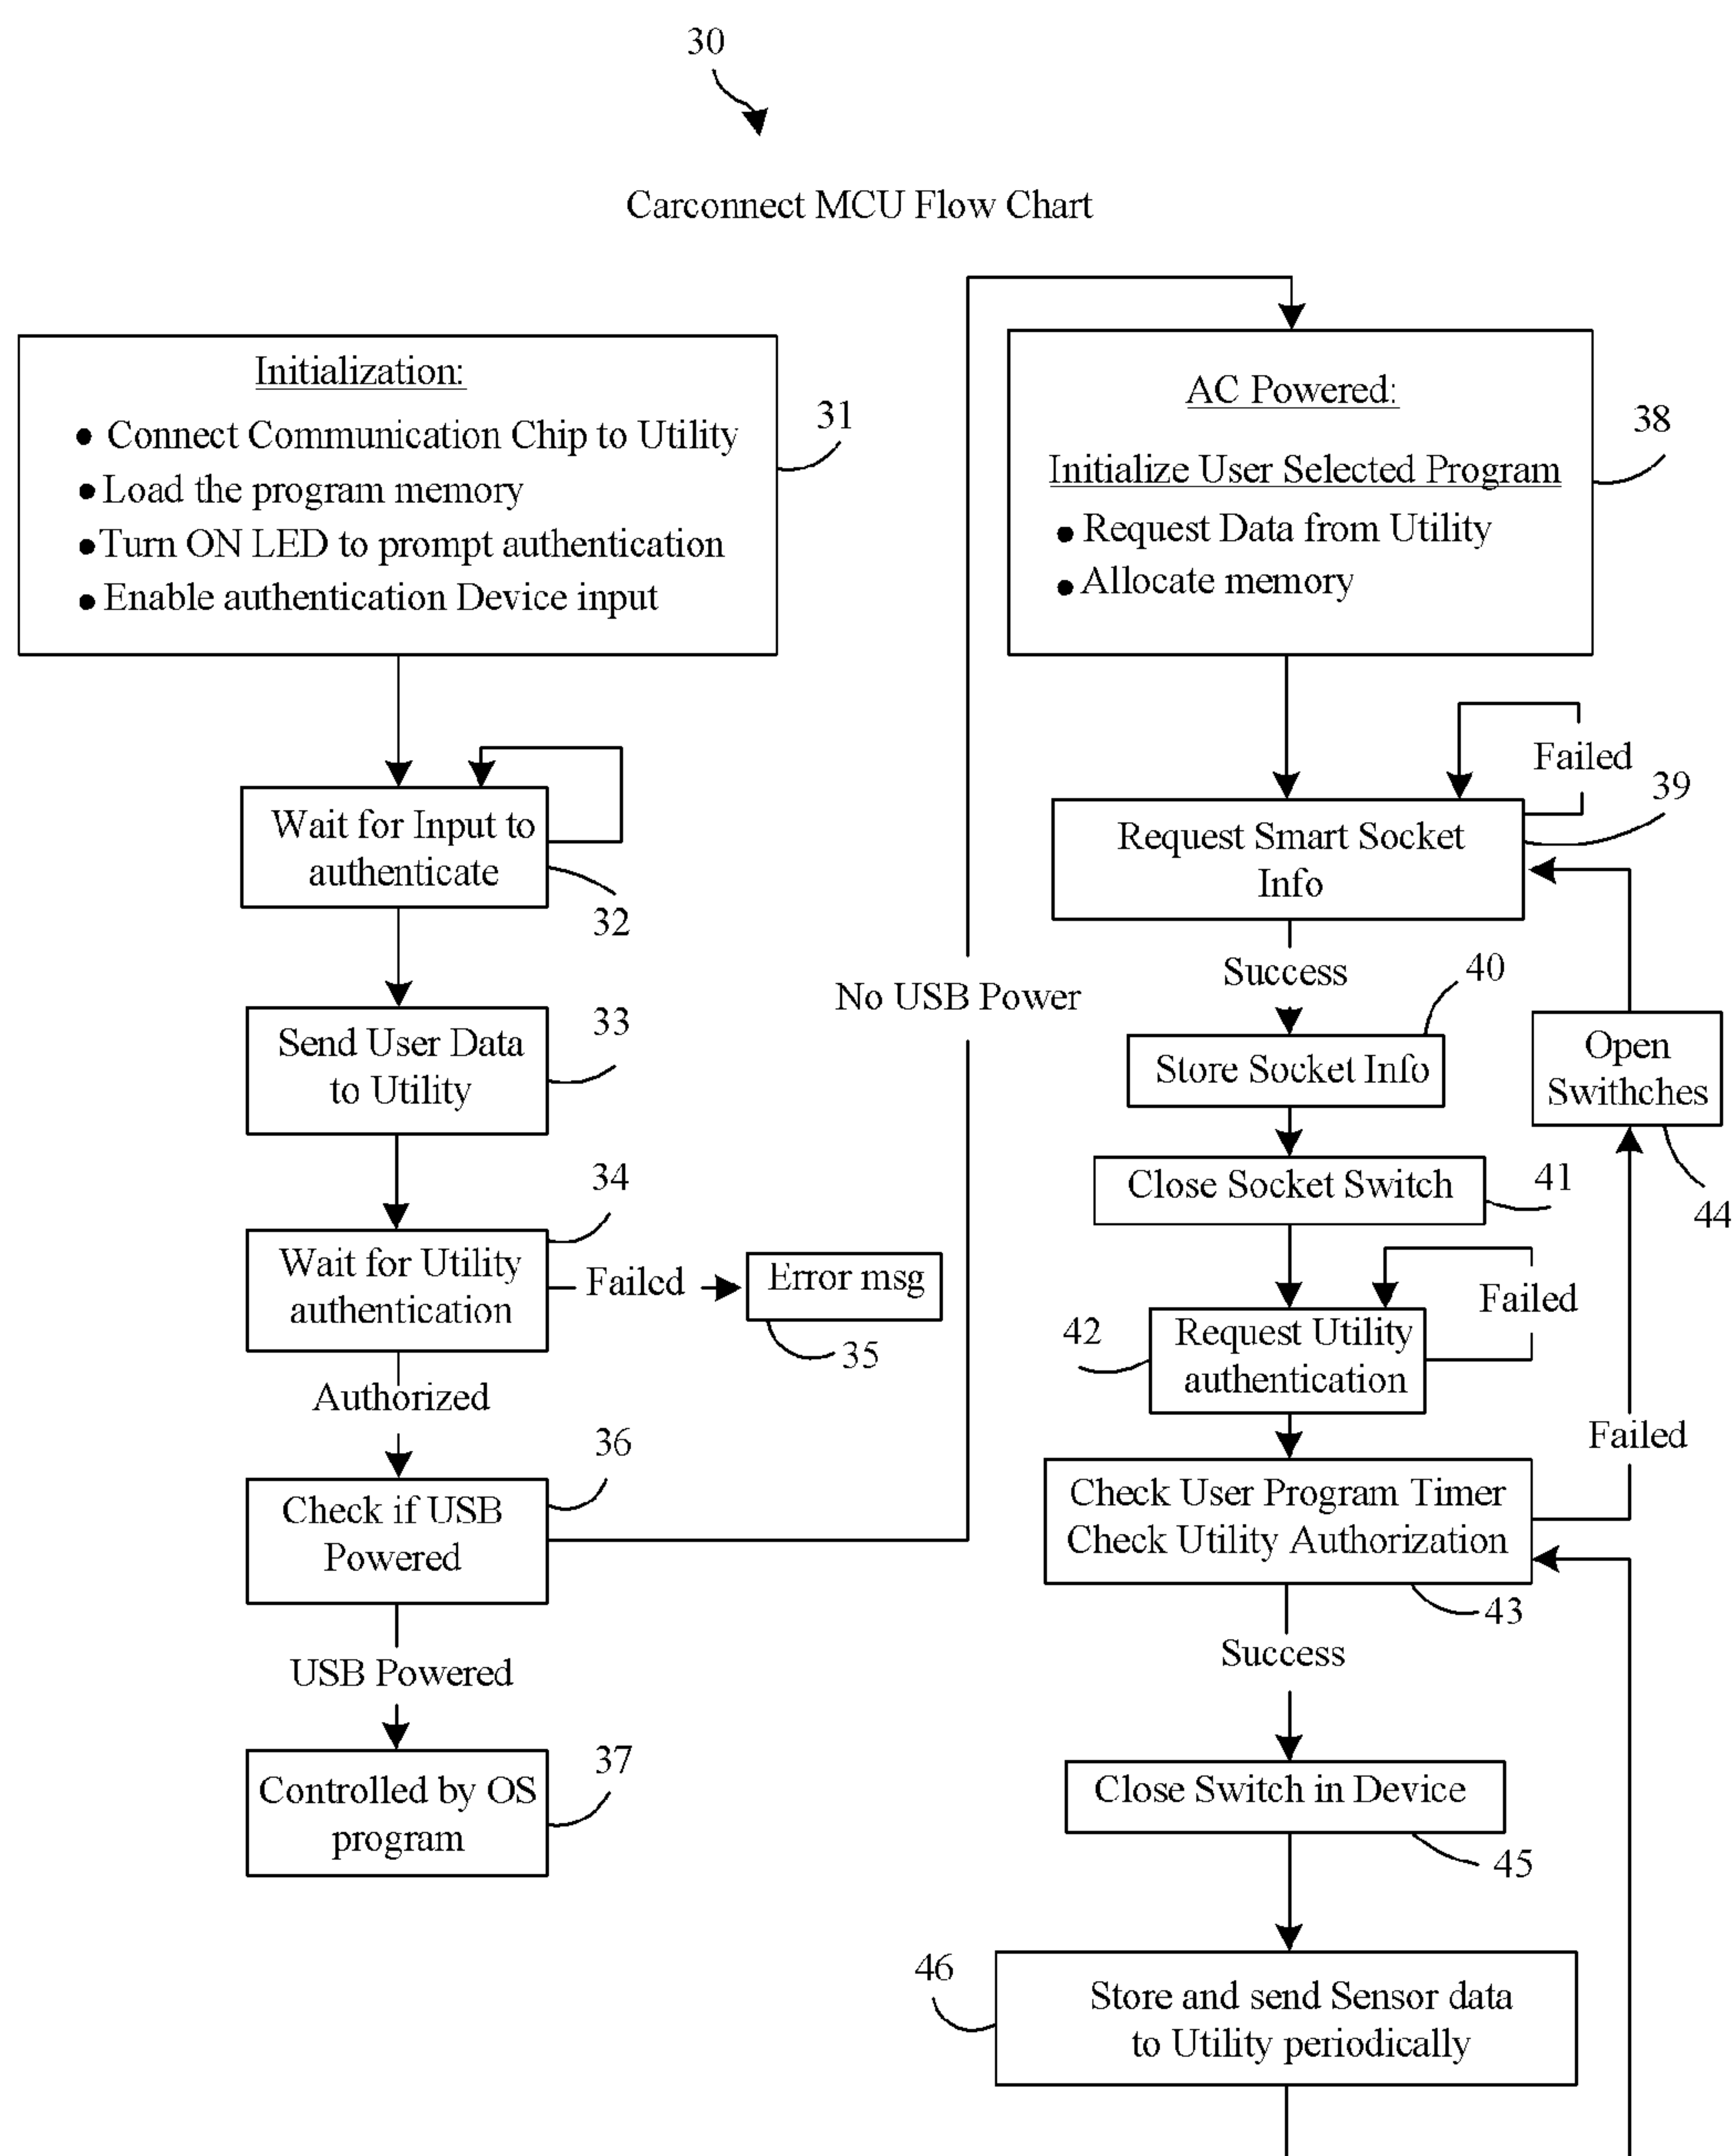 30
Carconnect MCU Flow Chart
Initialization:
• Connect Communication Chip to Utility
• Load the program memory
• Turn ON LED to prompt authentication
• Enable authentication Device input
31
Wait for Input to
authenticate
32
Send User Data
to Utility
33
Wait for Utility
authentication
34
Failed
Error msg
35
Authorized
Check if USB
Powered
36
USB Powered
Controlled by OS
program
37
No USB Power
AC Powered:
Initialize User Selected Program
• Request Data from Utility
• Allocate memory
38
Failed
Request Smart Socket
Info
39
Success
Store Socket Info
40
Close Socket Switch
41
Open
Swithches
44
Failed
Request Utility
authentication
42
Failed
Check User Program Timer
Check Utility Authorization
43
Success
Close Switch in Device
45
Store and send Sensor data
to Utility periodically
46